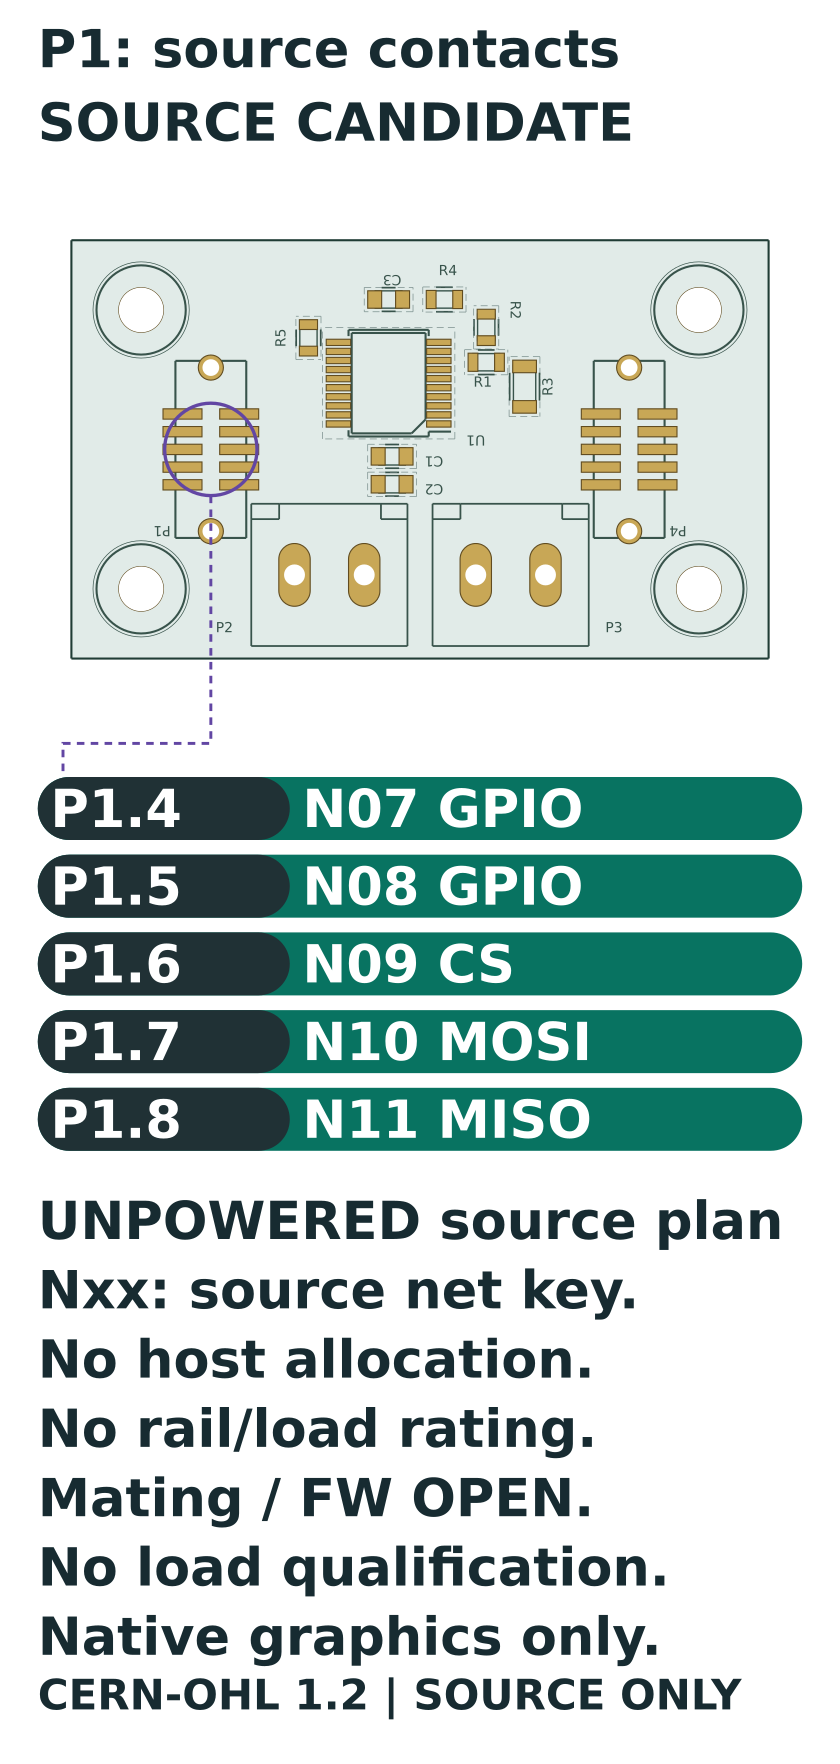 P1: source contacts
SOURCE CANDIDATE
C3
R4
R2
R5
R1
R3
U1
C1
C2
P1
P4
P2
P3
P1.4 N07 GPIO
P1.5 N08 GPIO
P1.6 N09 CS
P1.7 N10 MOSI
P1.8 N11 MISO
UNPOWERED source plan
Nxx: source net key.
No host allocation.
No rail/load rating.
Mating / FW OPEN.
No load qualification.
Native graphics only.
CERN-OHL 1.2 | SOURCE ONLY